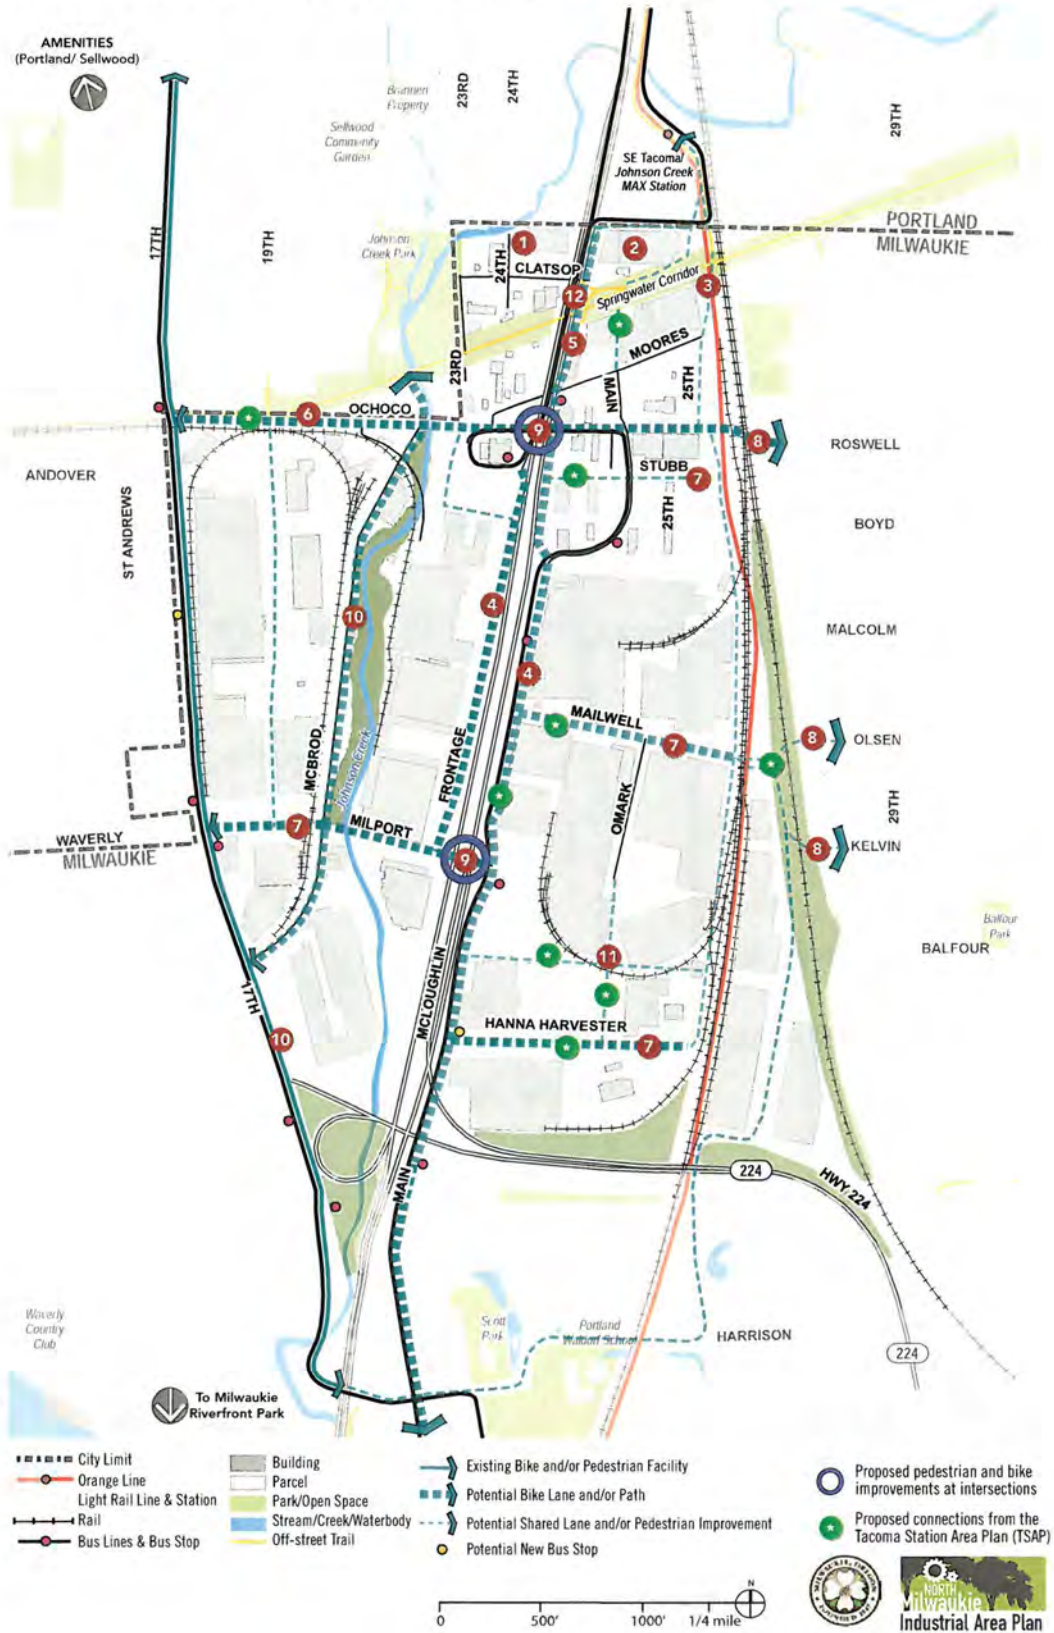 AMENITIES
(Portland/ Sellwood)
17TH
19TH
23RD
24TH
29TH
Brannen
Property
Sellwood
Community
Garden
Johnson
Creek Park
SE Tacoma/
Johnson Creek
MAX Station
PORTLAND
MILWAUKIE
1
2
24TH
CLATSOP
12
Springwater Corridor
3
5
MOORES
23RD
MAIN
25TH
6
OCHOCO
9
8
ROSWELL
ANDOVER
STUBB
7
25TH
BOYD
ST ANDREWS
4
10
MALCOLM
4
MAILWELL
7
8
OLSEN
MCBROD
Johnson Creek
FRONTAGE
OMARK
29TH
7
MILPORT
WAVERLY
MILWAUKIE
9
8
KELVIN
Balfour
Park
BALFOUR
MCLOUGHLIN
11
17TH
10
HANNA HARVESTER
7
MAIN
224
HWY 224
Waverly
Country
Club
Scott
Park
Portland
Waldorf School
HARRISON
224
To Milwaukie
Riverfront Park
City Limit
Orange Line
Light Rail Line & Station
Rail
Bus Lines & Bus Stop
Building
Parcel
Park/Open Space
Stream/Creek/Waterbody
Off-street Trail
Existing Bike and/or Pedestrian Facility
Potential Bike Lane and/or Path
Potential Shared Lane and/or Pedestrian Improvement
Potential New Bus Stop
Proposed pedestrian and bike
improvements at intersections
Proposed connections from the
Tacoma Station Area Plan (TSAP)
0
500'
1000'
1/4 mile
N
NORTH
Milwaukie
Industrial Area Plan